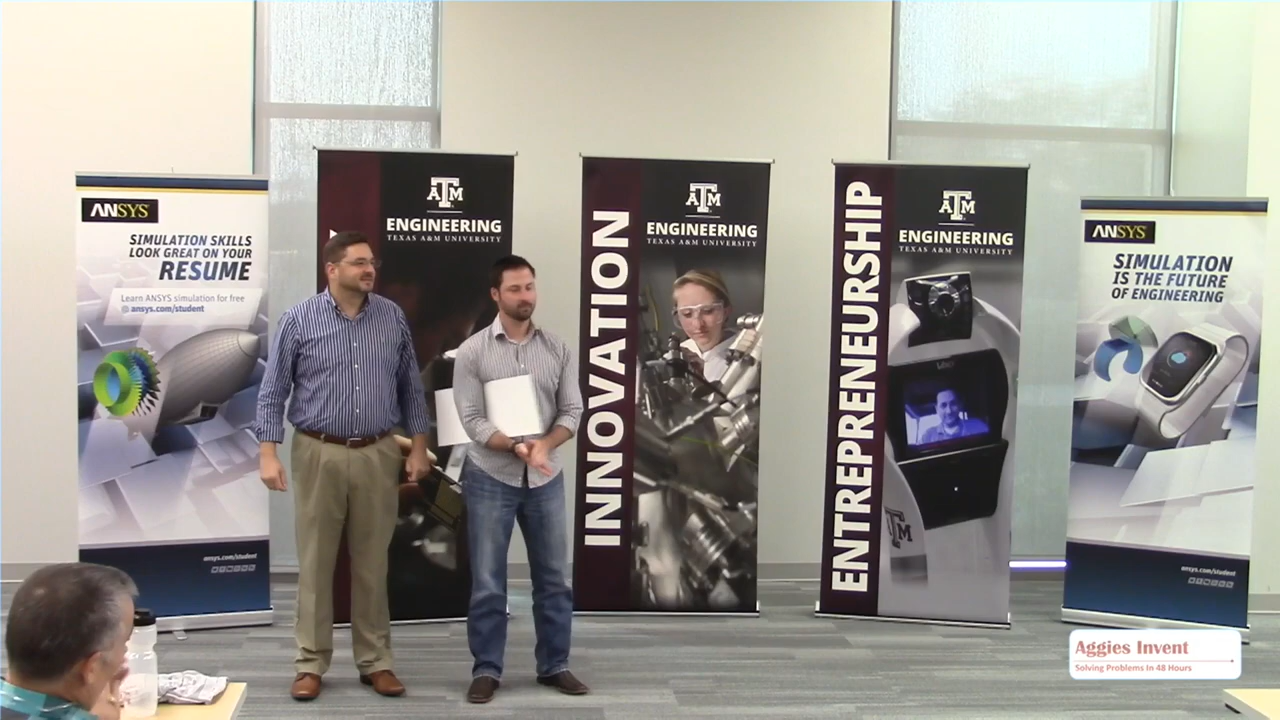 ANSYS
SIMULATION SKILLS
LOOK GREAT ON YOUR
RESUME
Learn ANSYS simulation for free
ansys.com/student
ansys.com/student
ATM
ENGINEERING
TEXAS A&M UNIVERSITY
INNOVATION
ATM
ENGINEERING
TEXAS A&M UNIVERSITY
ENTREPRENEURSHIP
ATM
ENGINEERING
TEXAS A&M UNIVERSITY
ATM
ANSYS
SIMULATION
IS THE FUTURE
OF ENGINEERING
ansys.com/student
Aggies Invent
Solving Problems In 48 Hours